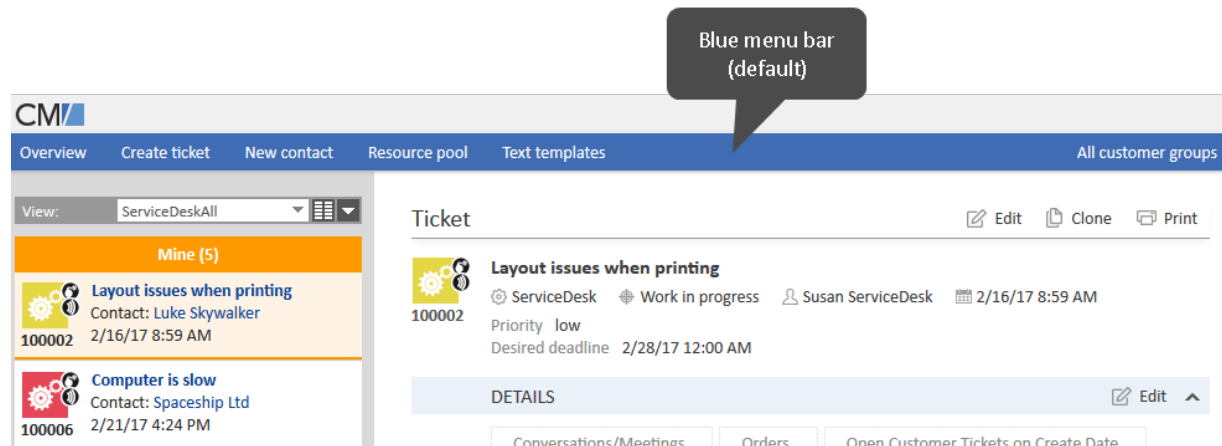 Blue menu bar
(default)
CM/
Overview Create ticket New contact Resource pool Text templates All customer groups
View: ServiceDeskAll
Mine (5)
Layout issues when printing
Contact: Luke Skywalker
2/16/17 8:59 AM
100002
Computer is slow
Contact: Spaceship Ltd
2/21/17 4:24 PM
100006
Ticket Edit Clone Print
Layout issues when printing
ServiceDesk Work in progress Susan ServiceDesk 2/16/17 8:59 AM
100002
Priority low
Desired deadline 2/28/17 12:00 AM
DETAILS Edit
Conversations/Meetings Orders Open Customer Tickets on Create Date